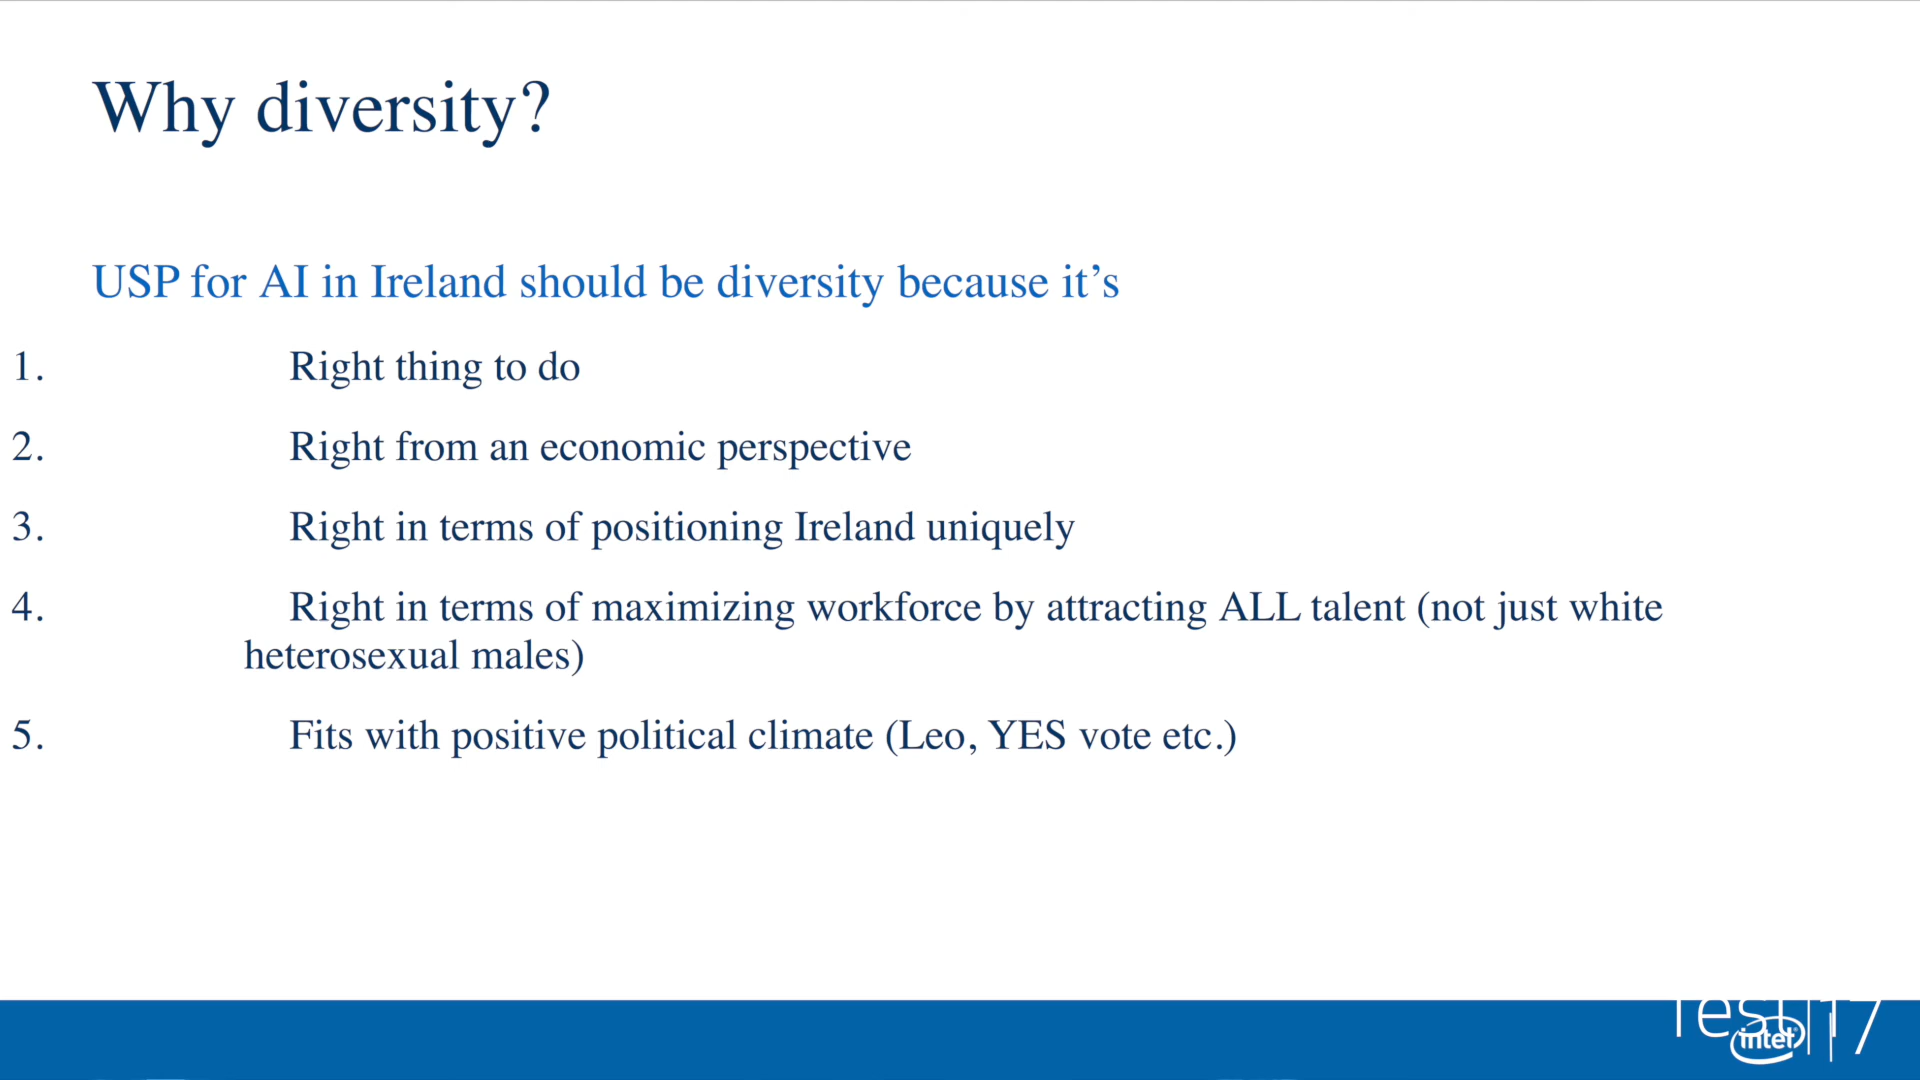 Why diversity?
USP for AI in Ireland should be diversity because it’s
1. Right thing to do
2. Right from an economic perspective
3. Right in terms of positioning Ireland uniquely
4. Right in terms of maximizing workforce by attracting ALL talent (not just white
heterosexual males)
5. Fits with positive political climate (Leo, YES vote etc.)
Test 17
intel